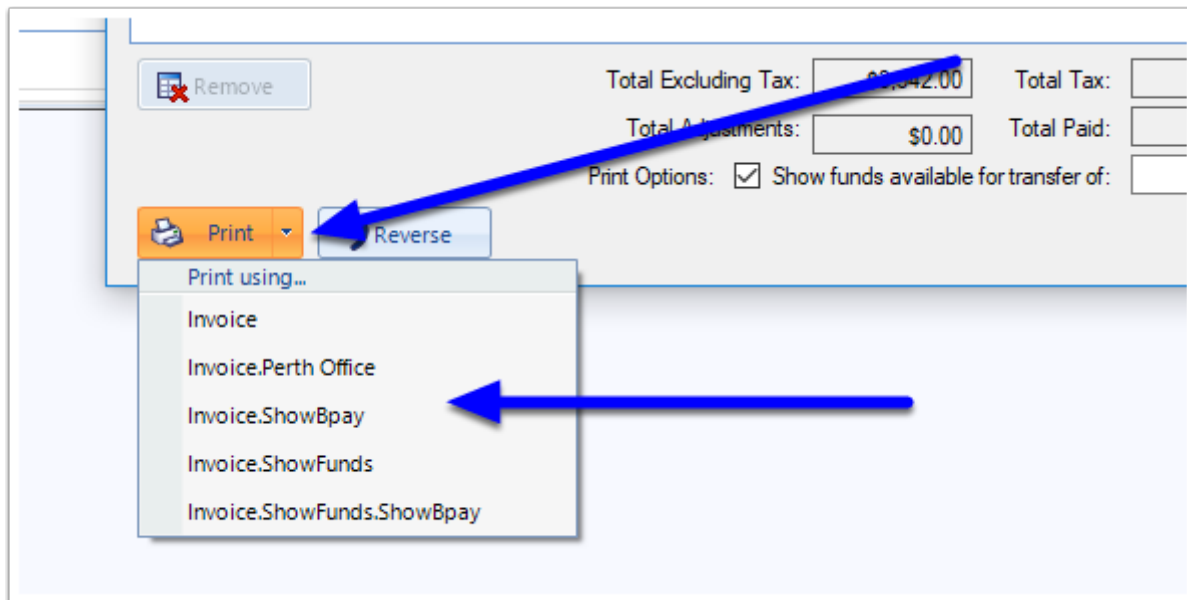 Remove
Total Excluding Tax:
Total Tax:
Total Adjustments:
$0.00
Total Paid:
Print Options:
Show funds available for transfer of:
Print
Reverse
Print using...
Invoice
Invoice.Perth Office
Invoice.ShowBpay
Invoice.ShowFunds
Invoice.ShowFunds.ShowBpay